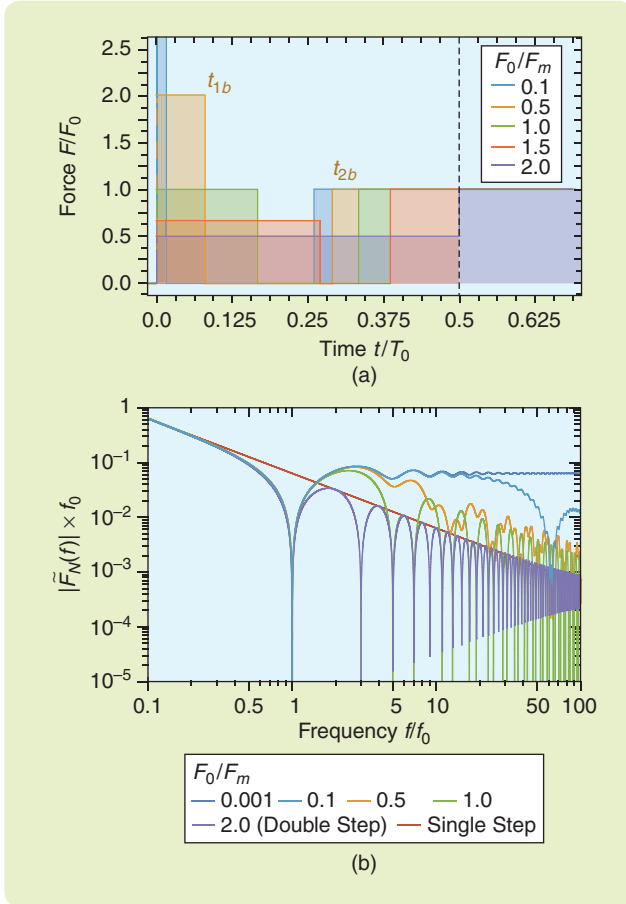 2.5
2.0
1.5
1.0
0.5
0.0
Force F/F₀
t₁b
t₂b
F₀/Fₘ
0.1
0.5
1.0
1.5
2.0
0.0 0.125 0.25 0.375 0.5 0.625
Time t/T₀
(a)
1
10⁻¹
10⁻²
10⁻³
10⁻⁴
10⁻⁵
|F̃_N(f)| × f₀
0.1 0.5 1 5 10 50 100
Frequency f/f₀
F₀/Fₘ
0.001 0.1 0.5 1.0
2.0 (Double Step) Single Step
(b)